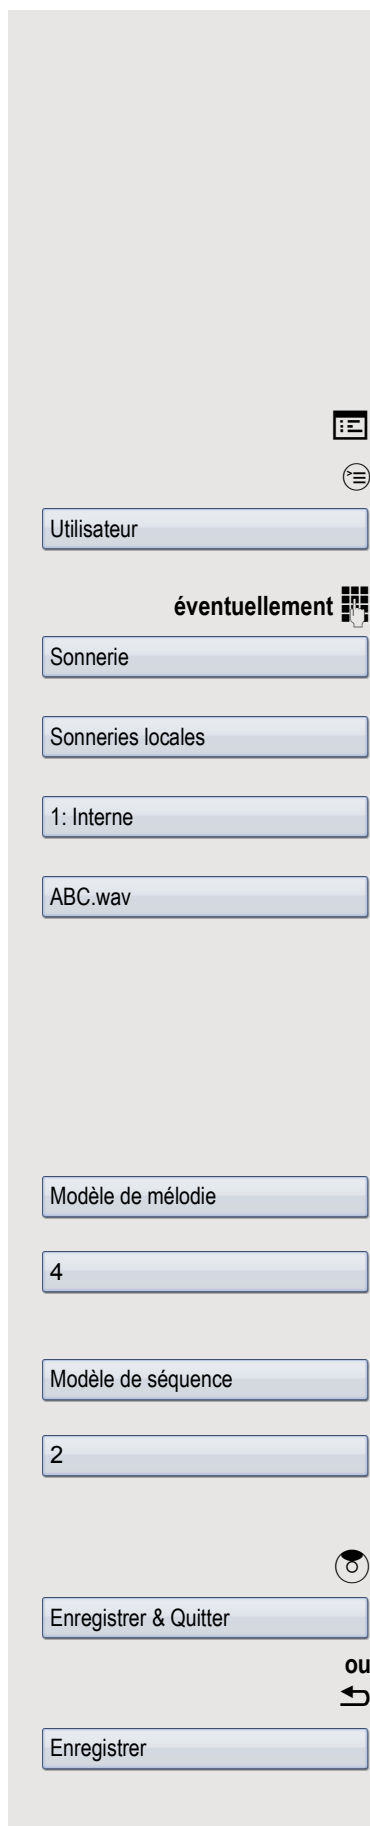 Utilisateur
éventuellement
Sonnerie
Sonneries locales
1: Interne
ABC.wav
Modèle de mélodie
4
Modèle de séquence
2
Enregistrer & Quitter
ou
Enregistrer